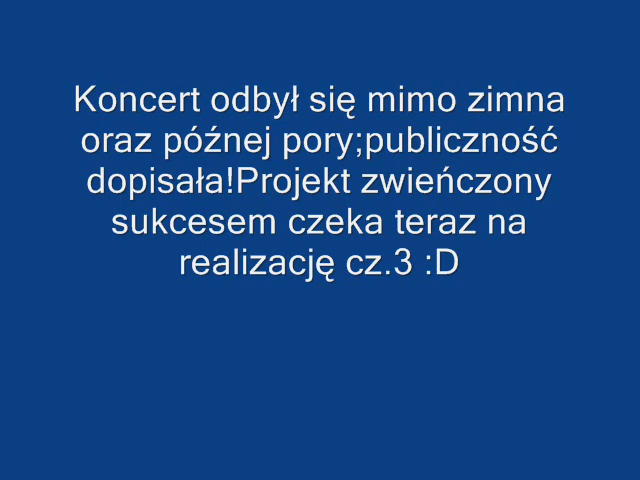 Koncert odbył się mimo zimna
oraz późnej pory;publiczność
dopisała!Projekt zwieńczony
sukcesem czeka teraz na
realizację cz.3 :D